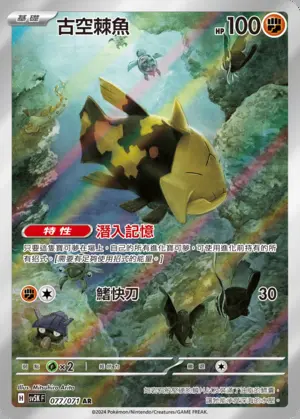 基礎
古空棘魚
HP 100
特性 潛入記憶
只要這隻寶可夢在場上，自己的所有進化寶可夢，可使用進化前持有的所有招式。[需要擁有足夠使用招式的能量。]
鰭快刀 30
Illus. Mitsuhiro Arita
×2
H SV5K F 077/071 AR
©2024 Pokémon/Nintendo/Creatures/GAME FREAK.